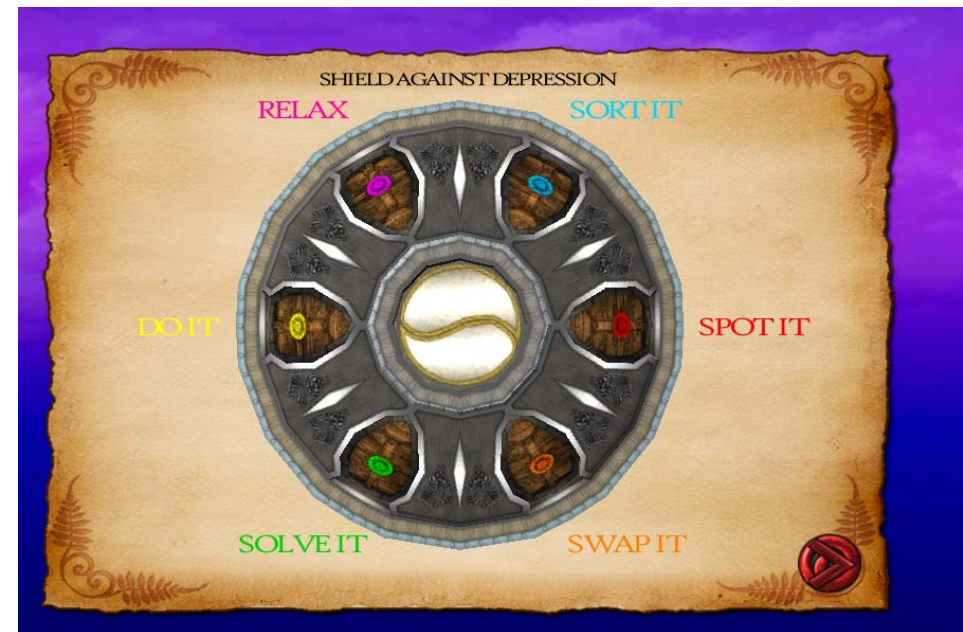 SHIELD AGAINST DEPRESSION
RELAX
SORT IT
DO IT
SPOT IT
SOLVE IT
SWAP IT